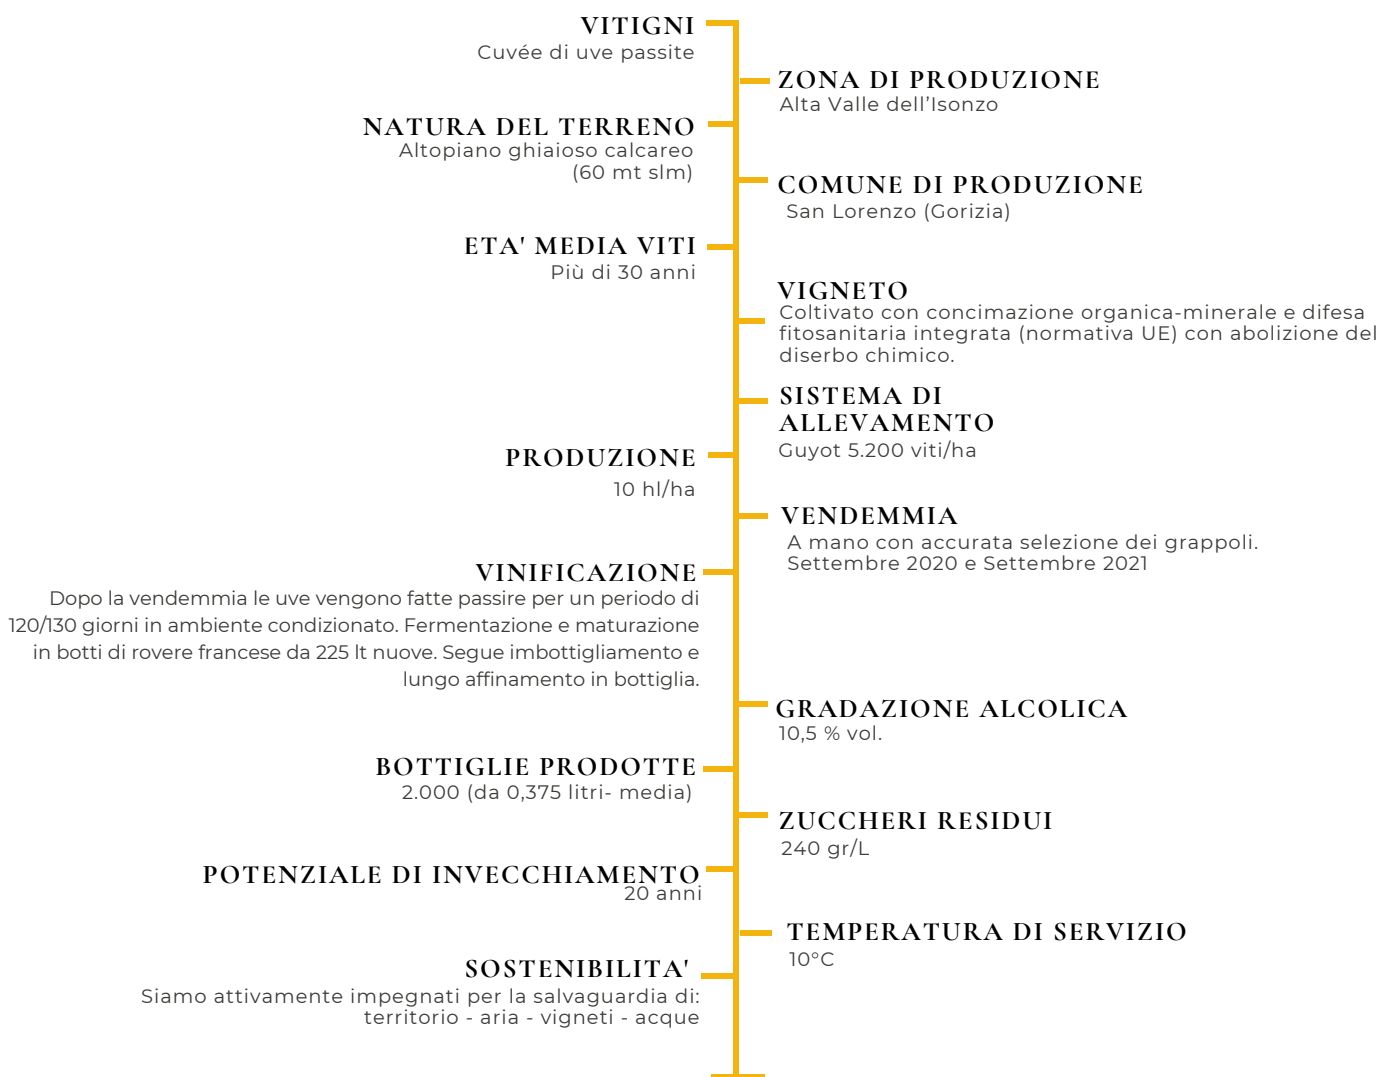 VITIGNI
Cuvée di uve passite
ZONA DI PRODUZIONE
Alta Valle dell'Isonzo
NATURA DEL TERRENO
Altopiano ghiaioso calcareo
(60 mt slm)
COMUNE DI PRODUZIONE
San Lorenzo (Gorizia)
ETA' MEDIA VITI
Più di 30 anni
VIGNETO
Coltivato con concimazione organica-minerale e difesa
fitosanitaria integrata (normativa UE) con abolizione del
diserbo chimico.
SISTEMA DI
ALLEVAMENTO
Guyot 5.200 viti/ha
PRODUZIONE
10 hl/ha
VENDEMMIA
A mano con accurata selezione dei grappoli.
Settembre 2020 e Settembre 2021
VINIFICAZIONE
Dopo la vendemmia le uve vengono fatte passire per un periodo di
120/130 giorni in ambiente condizionato. Fermentazione e maturazione
in botti di rovere francese da 225 lt nuove. Segue imbottigliamento e
lungo affinamento in bottiglia.
GRADAZIONE ALCOLICA
10,5 % vol.
BOTTIGLIE PRODOTTE
2.000 (da 0,375 litri- media)
ZUCCHERI RESIDUI
240 gr/L
POTENZIALE DI INVECCHIAMENTO
20 anni
TEMPERATURA DI SERVIZIO
10°C
SOSTENIBILITA'
Siamo attivamente impegnati per la salvaguardia di:
territorio - aria - vigneti - acque